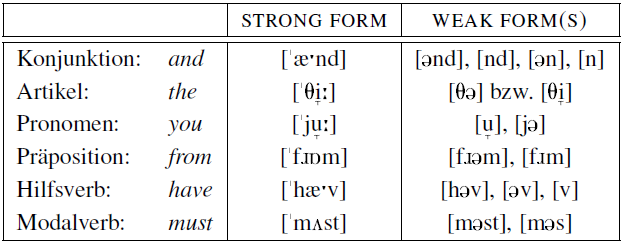 STRONG FORM WEAK FORM(S)
Konjunktion: and [ˈæˑnd] [ənd], [nd], [ən], [n]
Artikel: the [ˈθi̞ː] [θə] bzw. [θi̞]
Pronomen: you [ˈju̞ː] [u̞], [jə]
Präposition: from [ˈfɹɒm] [fɹəm], [fɹm]
Hilfsverb: have [ˈhæˑv] [həv], [əv], [v]
Modalverb: must [ˈmʌst] [məst], [məs]